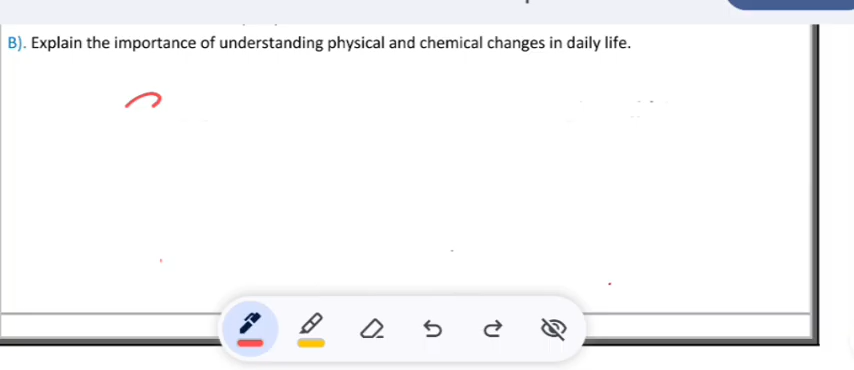 B). Explain the importance of understanding physical and chemical changes in daily life.